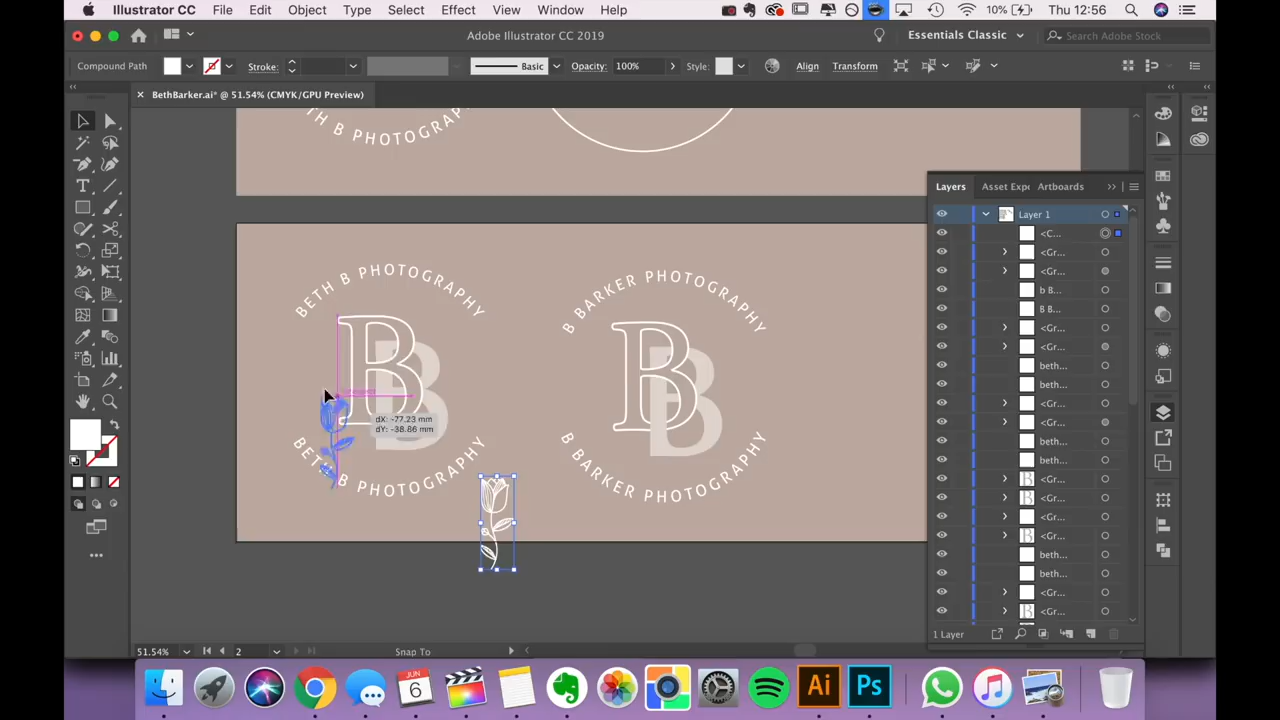 Illustrator CC File Edit Object Type Select Effect View Window Help 10% Thu 12:56
Adobe Illustrator CC 2019 Essentials Classic Search Adobe Stock
Compound Path Stroke: Basic Opacity: 100% Style: Align Transform
BethBarker.ai* @ 51.54% (CMYK/GPU Preview)
BETH B PHOTOGRAPHY
Layers Asset Expo Artboards
Layer 1
<C...
<Gr...
<Gr...
b B...
B B...
<Gr...
<Gr...
beth...
beth...
<Gr...
<Gr...
beth...
beth...
<Gr...
<Gr...
<Gr...
<Gr...
beth...
beth...
<Gr...
<Gr...
1 Layer
BETH B PHOTOGRAPHY
B
B
BETH B PHOTOGRAPHY
dX: -77.23 mm
dY: -38.86 mm
B BARKER PHOTOGRAPHY
B
B
B BARKER PHOTOGRAPHY
51.54% 2 Snap To
JUN
6
Ai
Ps